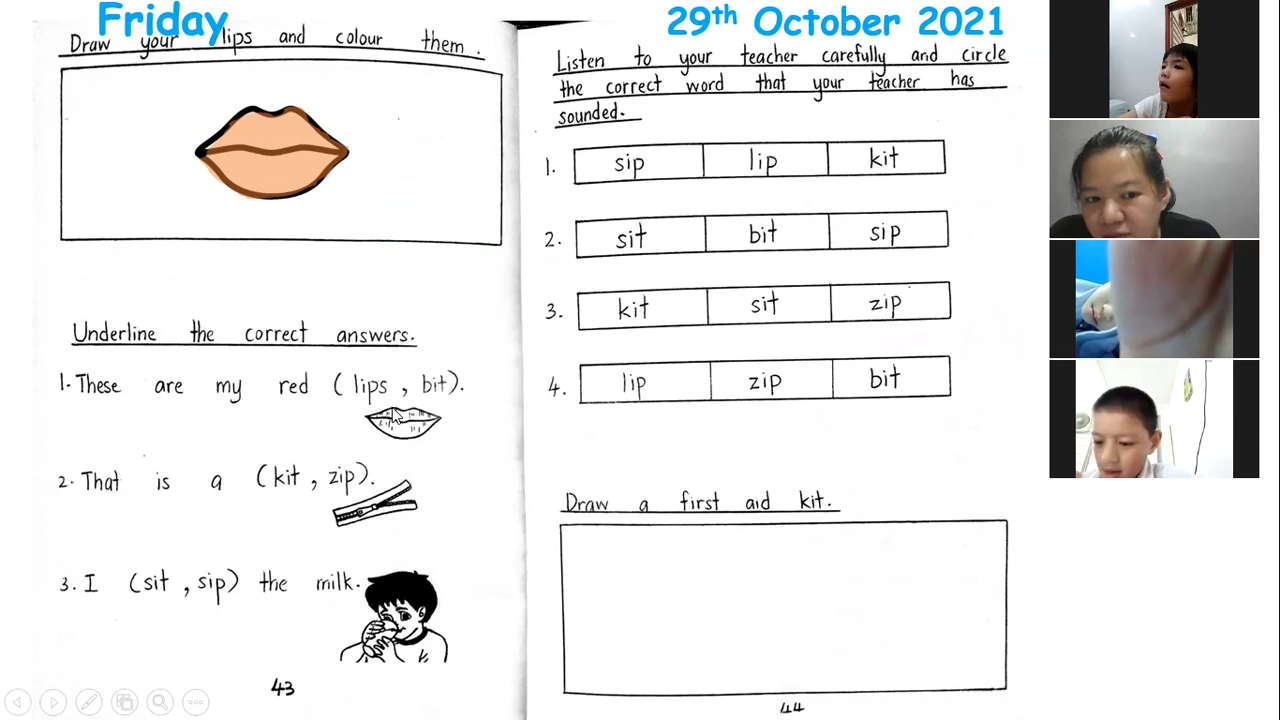 Friday
29th October 2021
Draw your lips and colour them.
Underline the correct answers.
1. These are my red (lips, bit).
2. That is a (kit, zip).
3. I (sit, sip) the milk.
43
Listen to your teacher carefully and circle
the correct word that your teacher has
sounded.
1. sip lip kit
2. sit bit sip
3. kit sit zip
4. lip zip bit
Draw a first aid kit.
44